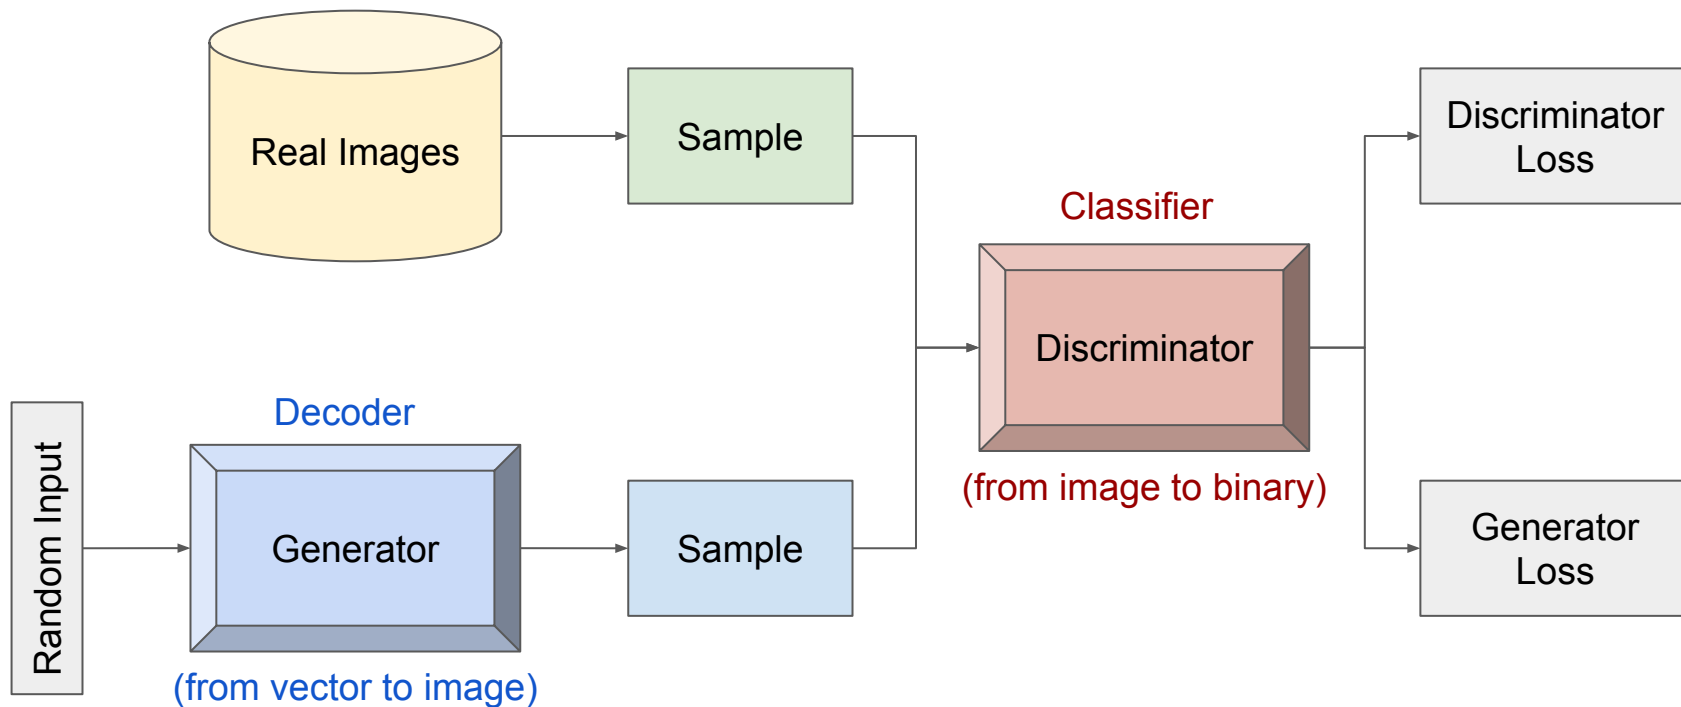 Real Images
Sample
Discriminator
Loss
Classifier
Discriminator
(from image to binary)
Random Input
Decoder
Generator
(from vector to image)
Sample
Generator
Loss